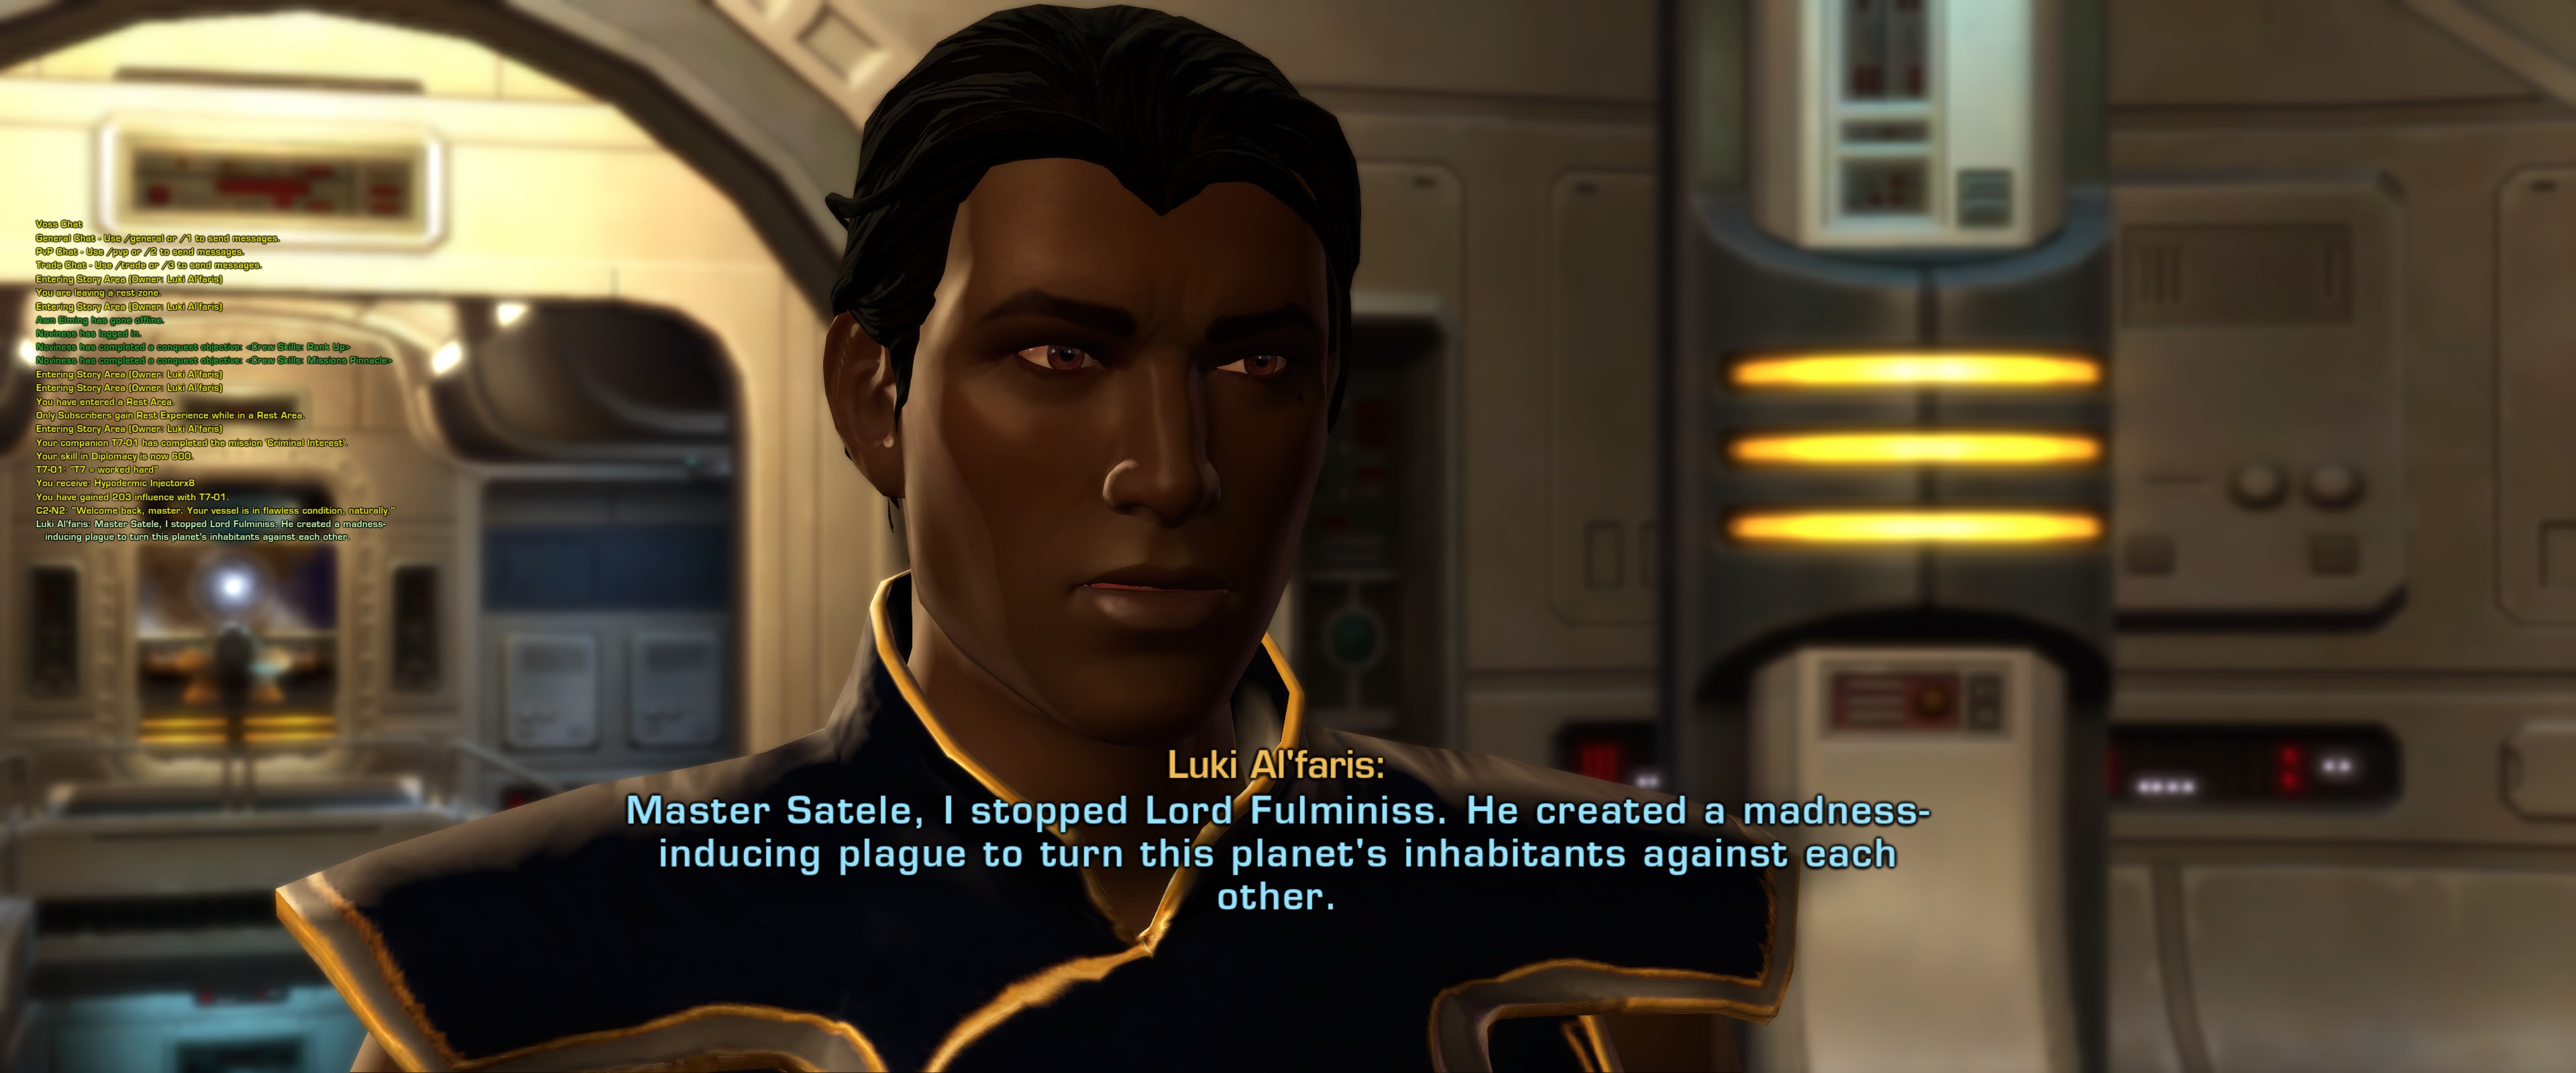 Voss Chat
General Chat - Use /general or /1 to send messages.
PvP Chat - Use /pvp or /2 to send messages.
Trade Chat - Use /trade or /3 to send messages.
Entering Story Area (Owner: Luki Al'faris)
You are leaving a rest zone.
Entering Story Area (Owner: Luki Al'faris)
Awn Elming has gone offline.
Noviness has logged in.
Noviness has completed a conquest objective: <Crew Skills: Rank Up>
Noviness has completed a conquest objective: <Crew Skills: Missions Pinnacle>
Entering Story Area (Owner: Luki Al'faris)
Entering Story Area (Owner: Luki Al'faris)
You have entered a Rest Area.
Only Subscribers gain Rest Experience while in a Rest Area.
Entering Story Area (Owner: Luki Al'faris)
Your companion T7-01 has completed the mission 'Criminal Interest'.
Your skill in Diplomacy is now 600.
T7-01: "T7 = worked hard"
You receive: Hypodermic Injectorx8
You have gained 203 influence with T7-01.
C2-N2: "Welcome back, master. Your vessel is in flawless condition, naturally."
Luki Al'faris: Master Satele, I stopped Lord Fulminiss. He created a madness-
inducing plague to turn this planet's inhabitants against each other.
Luki Al'faris:
Master Satele, I stopped Lord Fulminiss. He created a madness-
inducing plague to turn this planet's inhabitants against each
other.